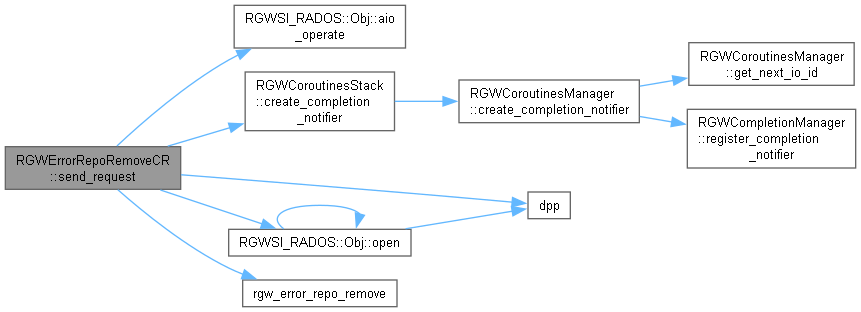 RGWSI_RADOS::Obj::aio
_operate
RGWCoroutinesManager
::get_next_io_id
RGWCoroutinesStack
::create_completion
_notifier
RGWCoroutinesManager
::create_completion_notifier
RGWCompletionManager
::register_completion
_notifier
RGWErrorRepoRemoveCR
::send_request
dpp
RGWSI_RADOS::Obj::open
rgw_error_repo_remove